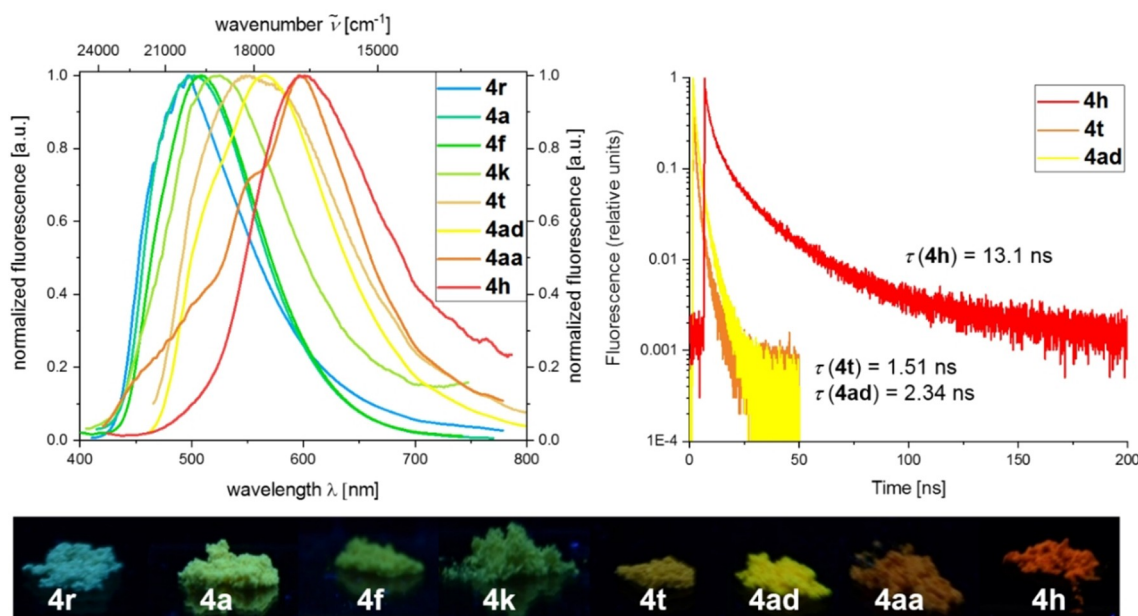 wavenumber ṽ [cm⁻¹]
24000 21000 18000 15000
1.0 1.0
0.8 0.8
0.6 0.6
0.4 0.4
0.2 0.2
0.0 0.0
normalized fluorescence [a.u.]
normalized fluorescence [a.u.]
4r
4a
4f
4k
4t
4ad
4aa
4h
400 500 600 700 800
wavelength λ [nm]
Fluorescence (relative units)
1
0.1
0.01
0.001
1E-4
4h
4t
4ad
τ (4h) = 13.1 ns
τ (4t) = 1.51 ns
τ (4ad) = 2.34 ns
0 50 100 150 200
Time [ns]
4r 4a 4f 4k 4t 4ad 4aa 4h